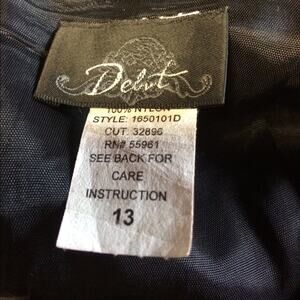 Debut
100% NYLON
STYLE: 1650101D
CUT: 32896
RN# 55961
SEE BACK FOR
CARE
INSTRUCTION
13